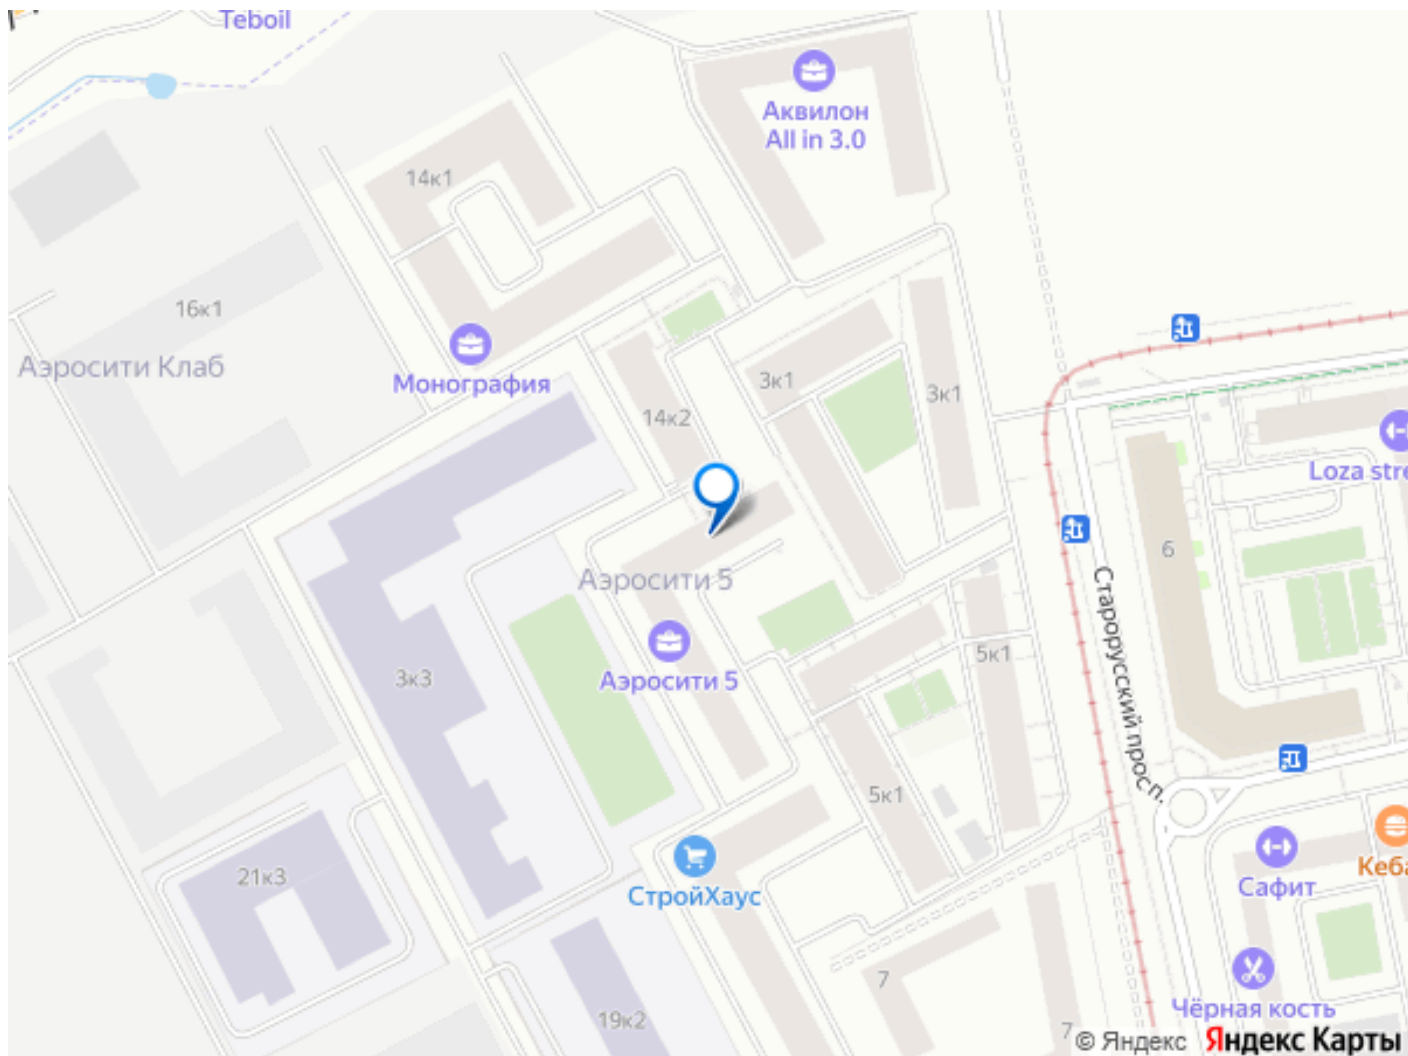 Teboil
Аквилон
All in 3.0
14к1
16к1
Аэросити Клаб
Монография
3к1
3к1
14к2
Loza stre
6
Аэросити 5
Старорусский просп.
Аэросити 5
3к3
5к1
5к1
21к3
СтройХаус
Сафит
Кеба
7
Чёрная кость
19к2
7
© Яндекс Яндекс Карты